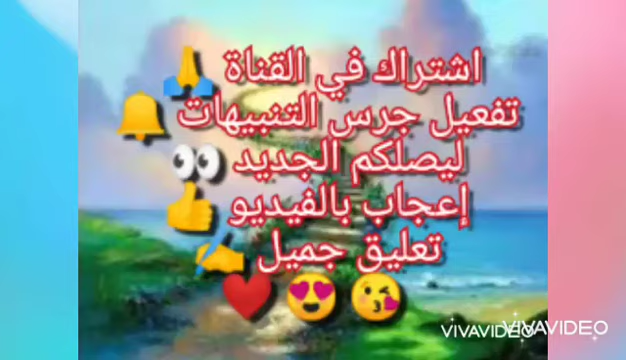 اشتراك في القناة 🙏
تفعيل جرس التنبيهات 🔔
ليصلكم الجديد 👀
إعجاب بالفيديو 👍
تعليق جميل ✍
❤️ 😍 😘
VIVAVIDEO
VIVAVIDEO